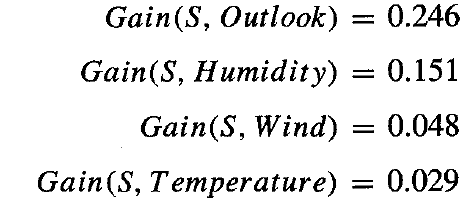 Gain(S, Outlook) = 0.246
Gain(S, Humidity) = 0.151
Gain(S, Wind) = 0.048
Gain(S, Temperature) = 0.029